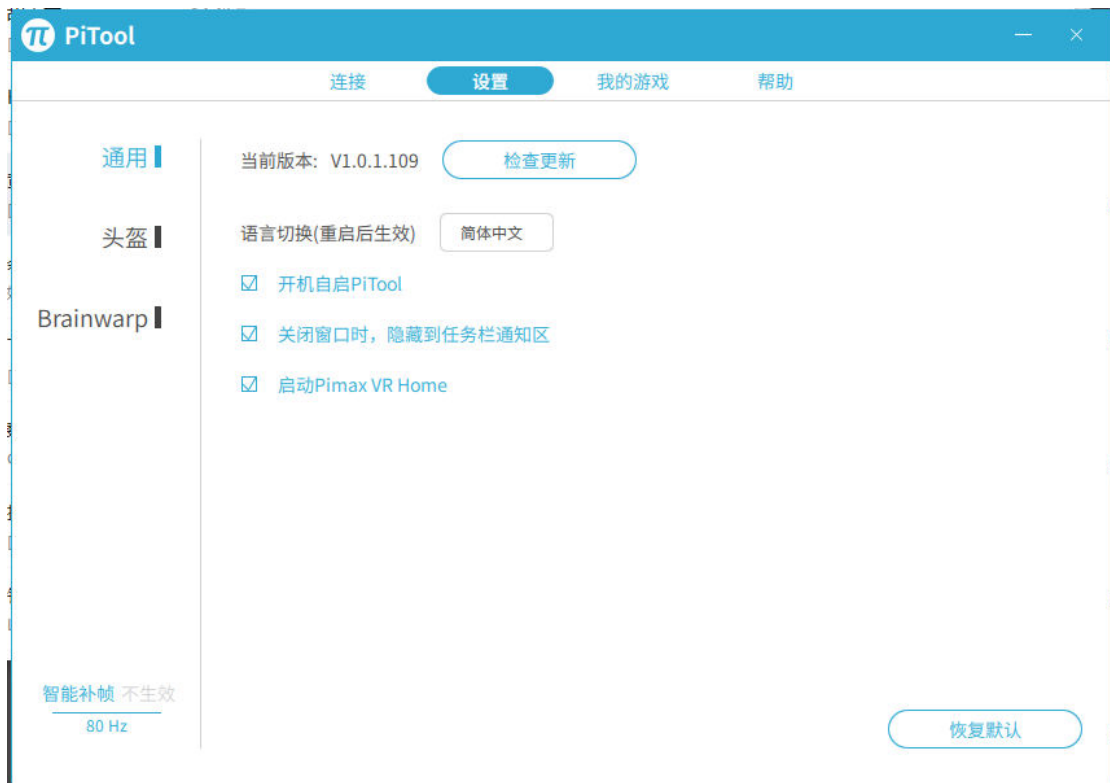 π PiTool
连接 设置 我的游戏 帮助
通用
当前版本: V1.0.1.109 检查更新
头盔
语言切换(重启后生效) 简体中文
开机自启PiTool
Brainwarp
关闭窗口时，隐藏到任务栏通知区
启动Pimax VR Home
智能补帧 不生效
80 Hz
恢复默认